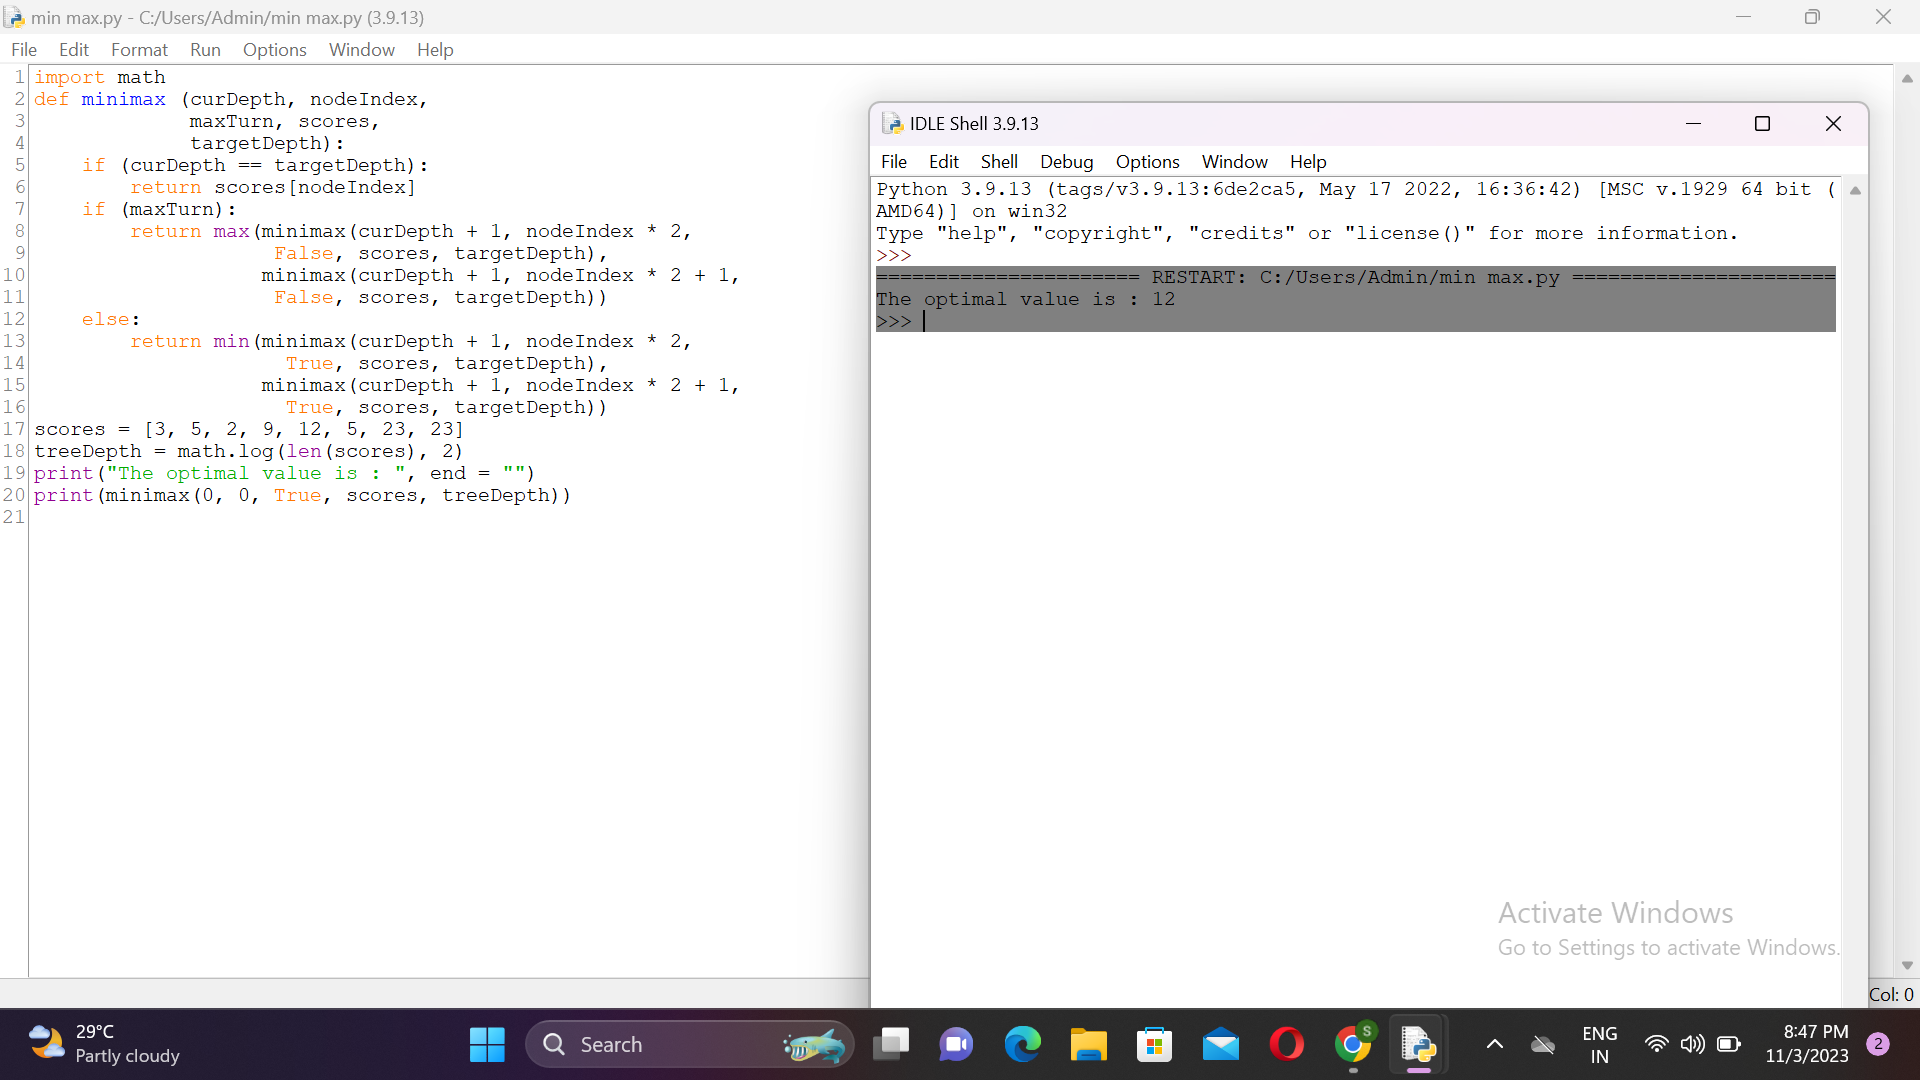 min max.py - C:/Users/Admin/min max.py (3.9.13)
File Edit Format Run Options Window Help
1 import math
2 def minimax (curDepth, nodeIndex,
3 maxTurn, scores,
4 targetDepth):
5 if (curDepth == targetDepth):
6 return scores[nodeIndex]
7 if (maxTurn):
8 return max(minimax(curDepth + 1, nodeIndex * 2,
9 False, scores, targetDepth),
10 minimax(curDepth + 1, nodeIndex * 2 + 1,
11 False, scores, targetDepth))
12 else:
13 return min(minimax(curDepth + 1, nodeIndex * 2,
14 True, scores, targetDepth),
15 minimax(curDepth + 1, nodeIndex * 2 + 1,
16 True, scores, targetDepth))
17 scores = [3, 5, 2, 9, 12, 5, 23, 23]
18 treeDepth = math.log(len(scores), 2)
19 print("The optimal value is : ", end = "")
20 print(minimax(0, 0, True, scores, treeDepth))
21
IDLE Shell 3.9.13
File Edit Shell Debug Options Window Help
Python 3.9.13 (tags/v3.9.13:6de2ca5, May 17 2022, 16:36:42) [MSC v.1929 64 bit (
AMD64)] on win32
Type "help", "copyright", "credits" or "license()" for more information.
>>>
====================== RESTART: C:/Users/Admin/min max.py ======================
The optimal value is : 12
>>>
Activate Windows
Go to Settings to activate Windows.
Col: 0
29°C
Partly cloudy
Search
S
ENG
IN
8:47 PM
11/3/2023
2